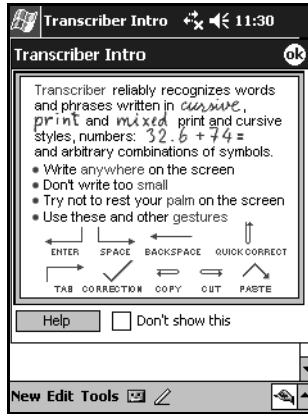 Transcriber Intro 11:30
Transcriber Intro ok
Transcriber reliably recognizes words
and phrases written in cursive,
print and mixed print and cursive
styles, numbers: 32.6 + 74 =
and arbitrary combinations of symbols.
• Write anywhere on the screen
• Don't write too small
• Try not to rest your palm on the screen
• Use these and other gestures
ENTER SPACE BACKSPACE QUICK CORRECT
TAB CORRECTION COPY CUT PASTE
Help Don't show this
New Edit Tools